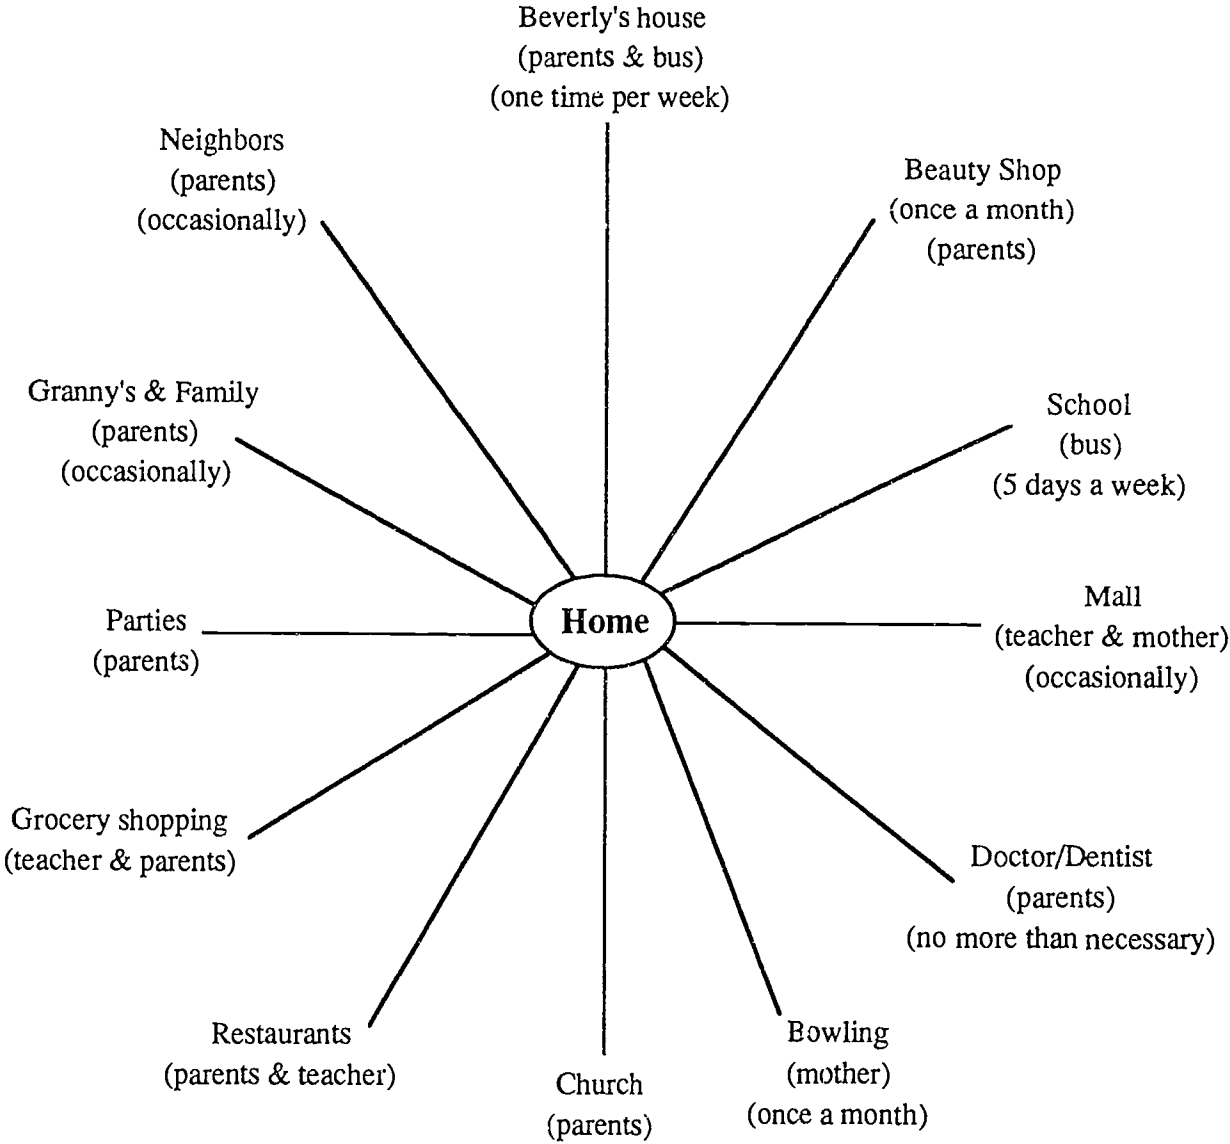 Beverly's house
(parents & bus)
(one time per week)
Neighbors
(parents)
(occasionally)
Beauty Shop
(once a month)
(parents)
Granny's & Family
(parents)
(occasionally)
School
(bus)
(5 days a week)
Home
Parties
(parents)
Mall
(teacher & mother)
(occasionally)
Grocery shopping
(teacher & parents)
Doctor/Dentist
(parents)
(no more than necessary)
Restaurants
(parents & teacher)
Church
(parents)
Bowling
(mother)
(once a month)